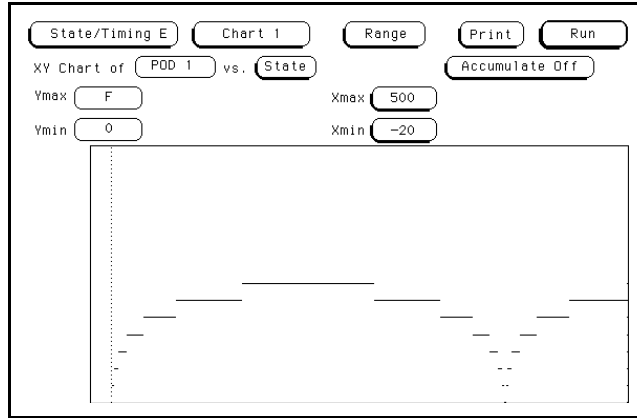 State/Timing E Chart 1 Range Print Run
XY Chart of POD 1 vs. State Accumulate Off
Ymax F Xmax 500
Ymin 0 Xmin -20